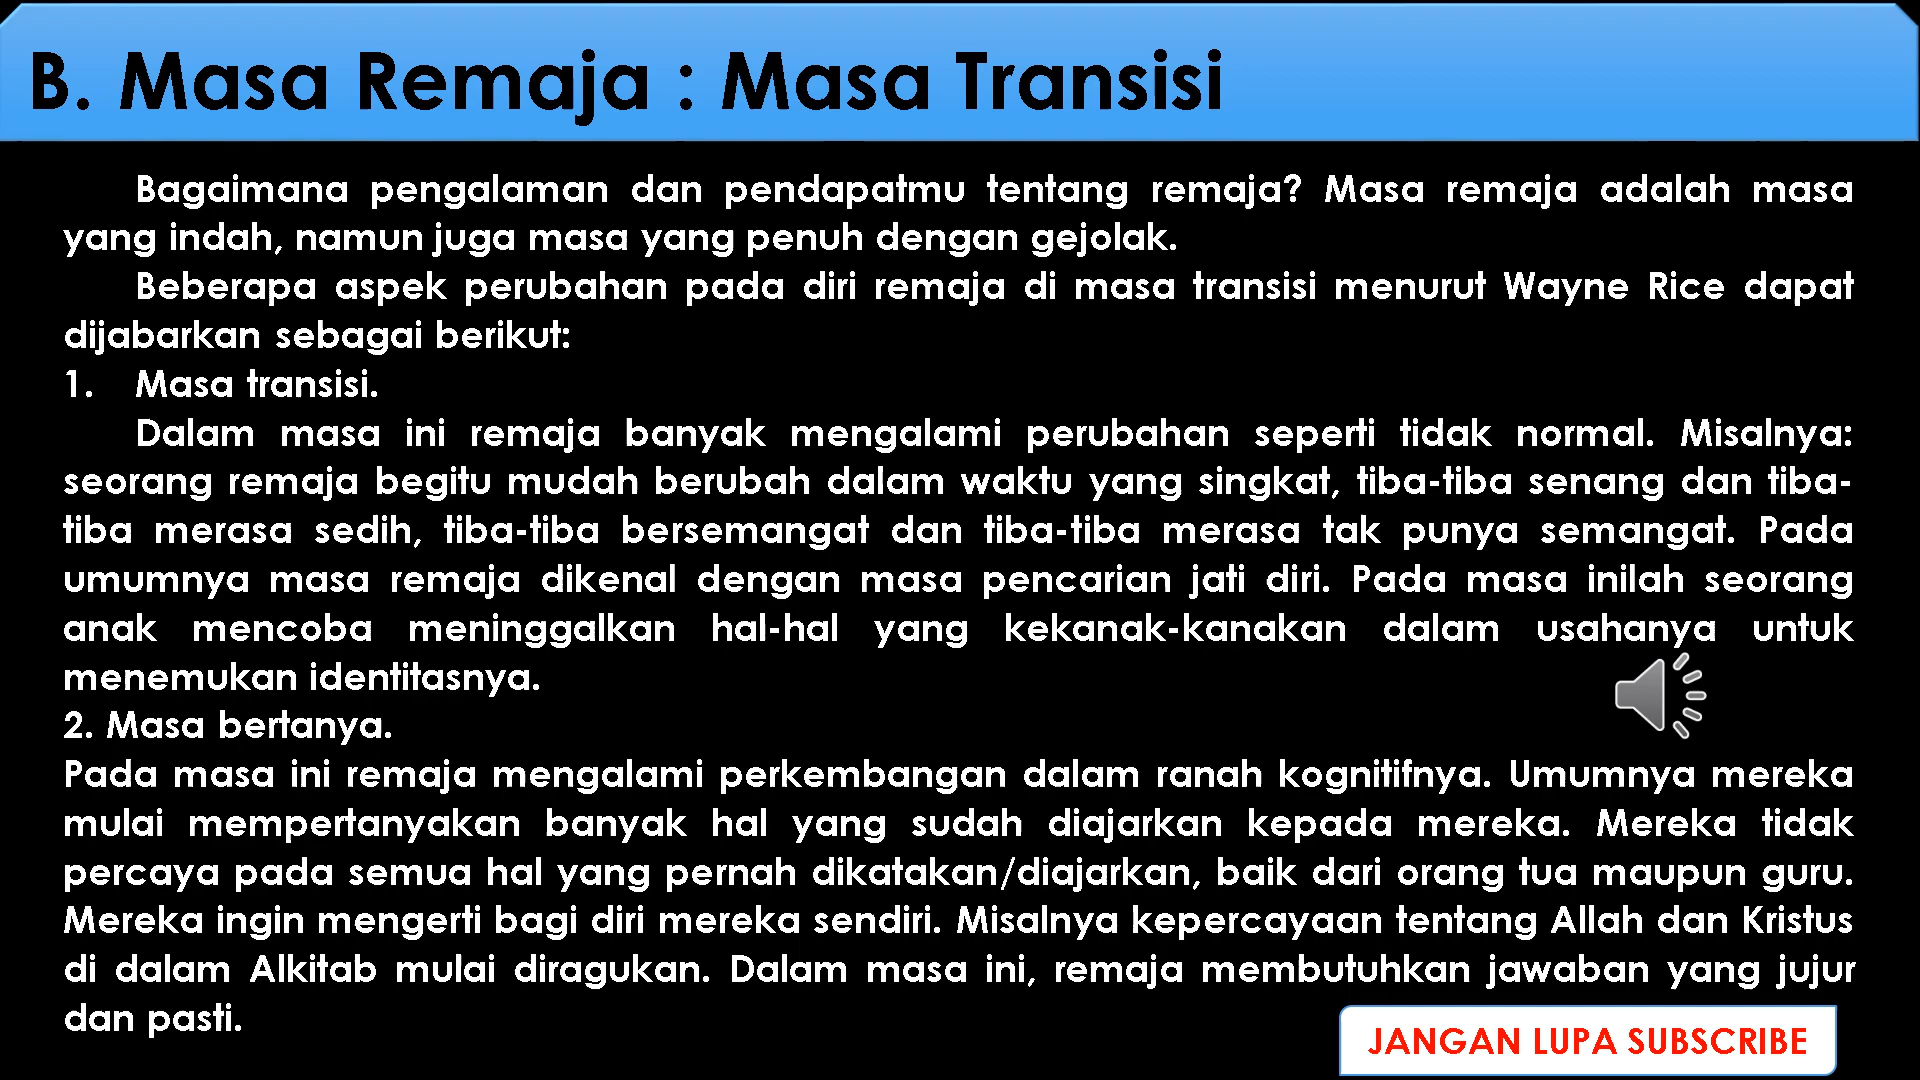 B. Masa Remaja : Masa Transisi
Bagaimana pengalaman dan pendapatmu tentang remaja? Masa remaja adalah masa
yang indah, namun juga masa yang penuh dengan gejolak.
Beberapa aspek perubahan pada diri remaja di masa transisi menurut Wayne Rice dapat
dijabarkan sebagai berikut:
1. Masa transisi.
Dalam masa ini remaja banyak mengalami perubahan seperti tidak normal. Misalnya:
seorang remaja begitu mudah berubah dalam waktu yang singkat, tiba-tiba senang dan tiba-
tiba merasa sedih, tiba-tiba bersemangat dan tiba-tiba merasa tak punya semangat. Pada
umumnya masa remaja dikenal dengan masa pencarian jati diri. Pada masa inilah seorang
anak mencoba meninggalkan hal-hal yang kekanak-kanakan dalam usahanya untuk
menemukan identitasnya.
2. Masa bertanya.
Pada masa ini remaja mengalami perkembangan dalam ranah kognitifnya. Umumnya mereka
mulai mempertanyakan banyak hal yang sudah diajarkan kepada mereka. Mereka tidak
percaya pada semua hal yang pernah dikatakan/diajarkan, baik dari orang tua maupun guru.
Mereka ingin mengerti bagi diri mereka sendiri. Misalnya kepercayaan tentang Allah dan Kristus
di dalam Alkitab mulai diragukan. Dalam masa ini, remaja membutuhkan jawaban yang jujur
dan pasti.
JANGAN LUPA SUBSCRIBE